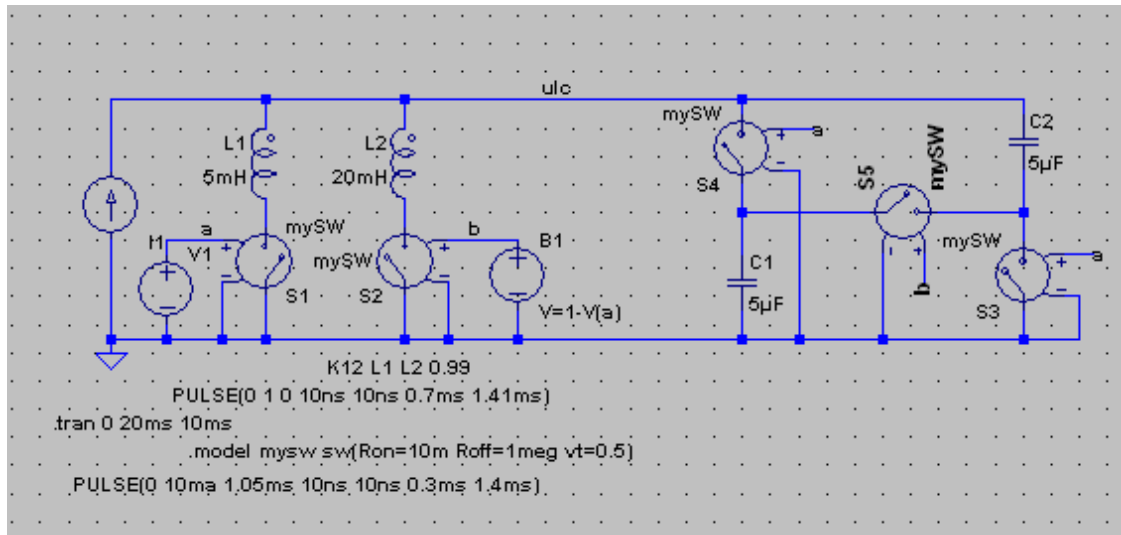 ulc
mySW
a
C2
5µF
L1
5mH
L2
20mH
S4
S5
mySW
a
b
I1
V1
mySW
mySW
B1
C1
5µF
mySW
a
S1
S2
V=1-V(a)
b
S3
K12 L1 L2 0.99
PULSE(0 1 0 10ns 10ns 0.7ms 1.41ms)
.tran 0 20ms 10ms
.model mysw sw(Ron=10m Roff=1meg vt=0.5)
PULSE(0 10ma 1.05ms 10ns 10ns 0.3ms 1.4ms)